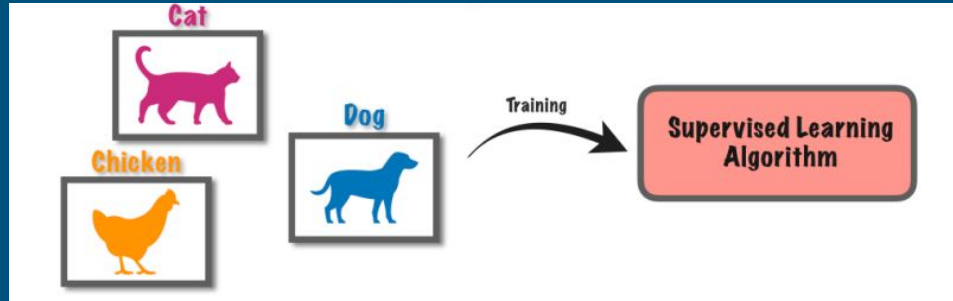 Cat
Dog
Chicken
Training
Supervised Learning
Algorithm